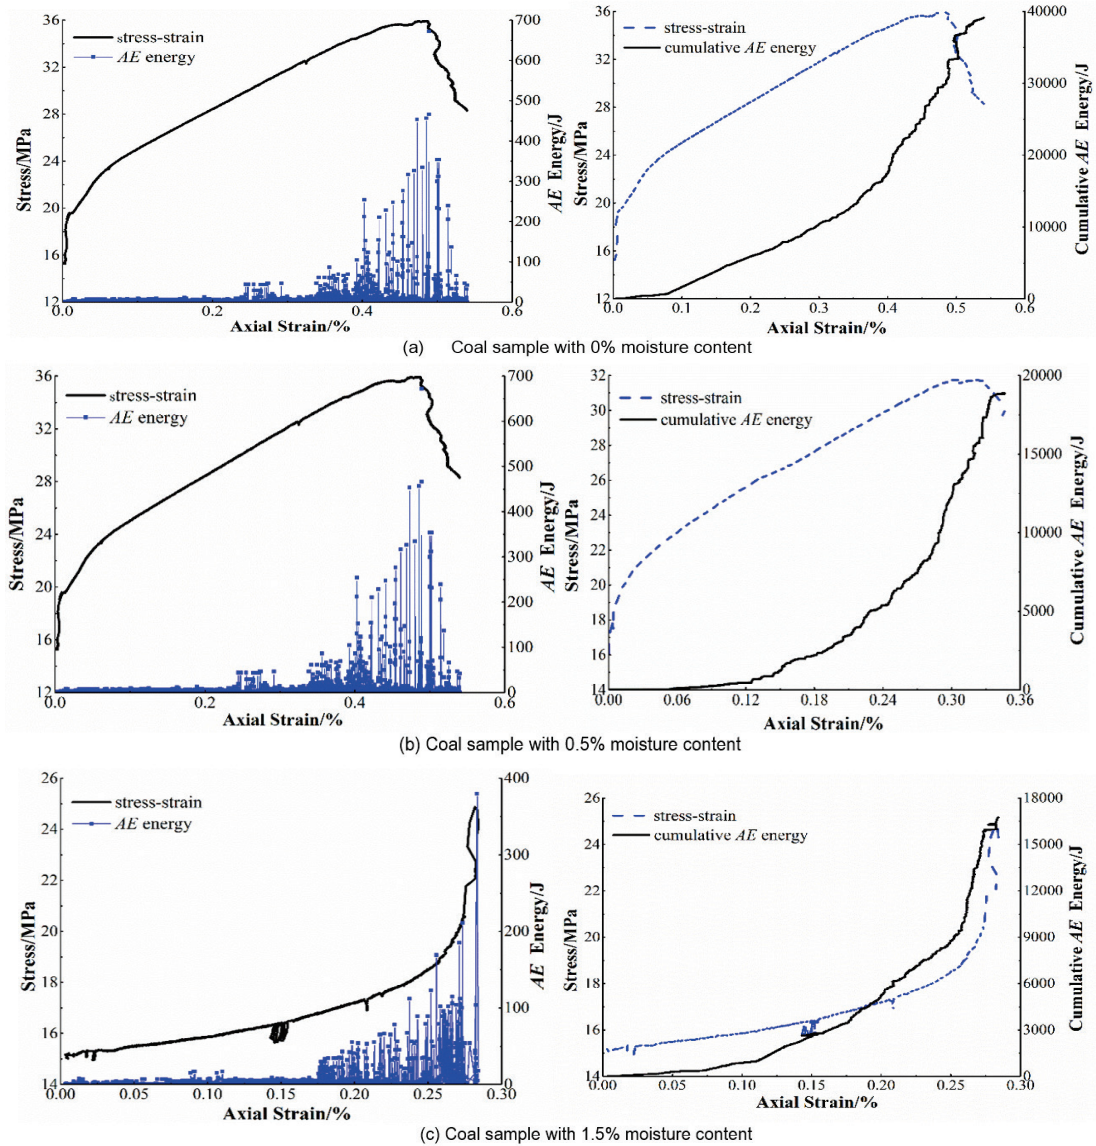 stress-strain
AE energy
36
32
28
24
20
16
12
Stress/MPa
700
600
500
400
300
200
100
0
AE Energy/J
0.0 0.2 0.4 0.6
Axial Strain/%
stress-strain
cumulative AE energy
36
32
28
24
20
16
12
Stress/MPa
40000
30000
20000
10000
0
Cumulative AE Energy/J
0.0 0.1 0.2 0.3 0.4 0.5 0.6
Axial Strain/%
(a) Coal sample with 0% moisture content
stress-strain
AE energy
36
32
28
24
20
16
12
Stress/MPa
700
600
500
400
300
200
100
0
AE Energy/J
0.0 0.2 0.4 0.6
Axial Strain/%
stress-strain
cumulative AE energy
32
30
28
26
24
22
20
18
16
14
Stress/MPa
20000
15000
10000
5000
0
Cumulative AE Energy/J
0.00 0.06 0.12 0.18 0.24 0.30 0.36
Axial Strain/%
(b) Coal sample with 0.5% moisture content
stress-strain
AE energy
26
24
22
20
18
16
14
Stress/MPa
400
300
200
100
0
AE Energy/J
0.00 0.05 0.10 0.15 0.20 0.25 0.30
Axial Strain/%
stress-strain
cumulative AE energy
26
24
22
20
18
16
14
Stress/MPa
18000
15000
12000
9000
6000
3000
0
Cumulative AE Energy/J
0.00 0.05 0.10 0.15 0.20 0.25 0.30
Axial Strain/%
(c) Coal sample with 1.5% moisture content